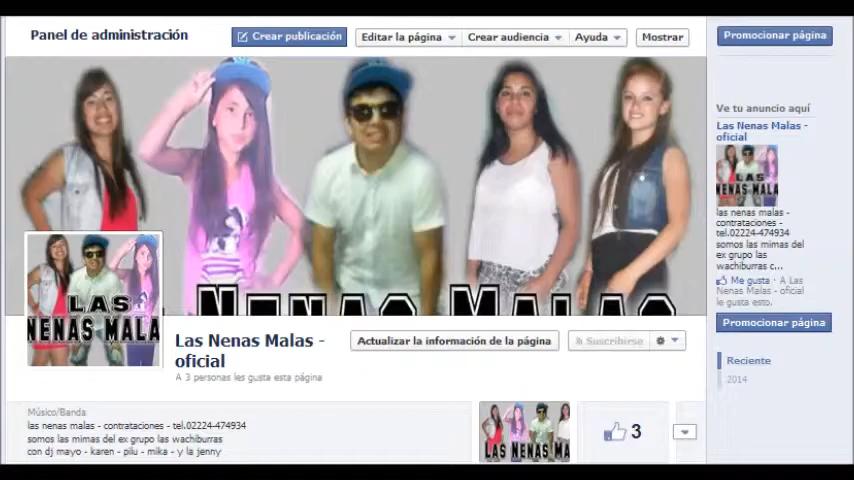 Panel de administración
Crear publicación
Editar la página
Crear audiencia
Ayuda
Mostrar
Promocionar página
NENAS MALAS
Ve tu anuncio aquí
Las Nenas Malas -
oficial
LAS
NENAS MALA
las nenas malas -
contrataciones -
tel.02224-474934
somos las mimas del
ex grupo las
wachiburras c...
Me gusta · A Las
Nenas Malas - oficial
le gusta esto.
Promocionar página
LAS
NENAS MALA
Las Nenas Malas -
oficial
A 3 personas les gusta esta página
Actualizar la información de la página
Suscribirse
Reciente
2014
Músico/Banda
las nenas malas - contrataciones - tel.02224-474934
somos las mimas del ex grupo las wachiburras
con dj mayo - karen - pilu - mika - y la jenny
LAS NENAS MA
3